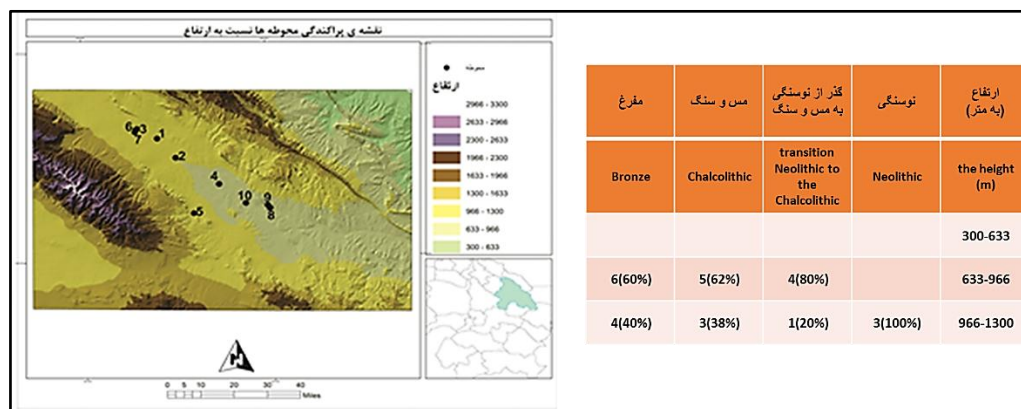 نقشه ی پراکندگی محوطه ها نسبت به ارتفاع
محوطه
ارتفاع
2966 - 3300
2633 - 2966
2300 - 2633
1966 - 2300
1633 - 1966
1300 - 1633
966 - 1300
633 - 966
300 - 633
6 3 1
7
2
4
10 9
8
5
0 5 10 20 30 40
Miles
ارتفاع (به متر) نوسنگی گذر از نوسنگی به مس و سنگ مس و سنگ مفرغ
Bronze Chalcolithic transition Neolithic to the Chalcolithic Neolithic the height (m)
300-633
6(60%) 5(62%) 4(80%) 633-966
4(40%) 3(38%) 1(20%) 3(100%) 966-1300